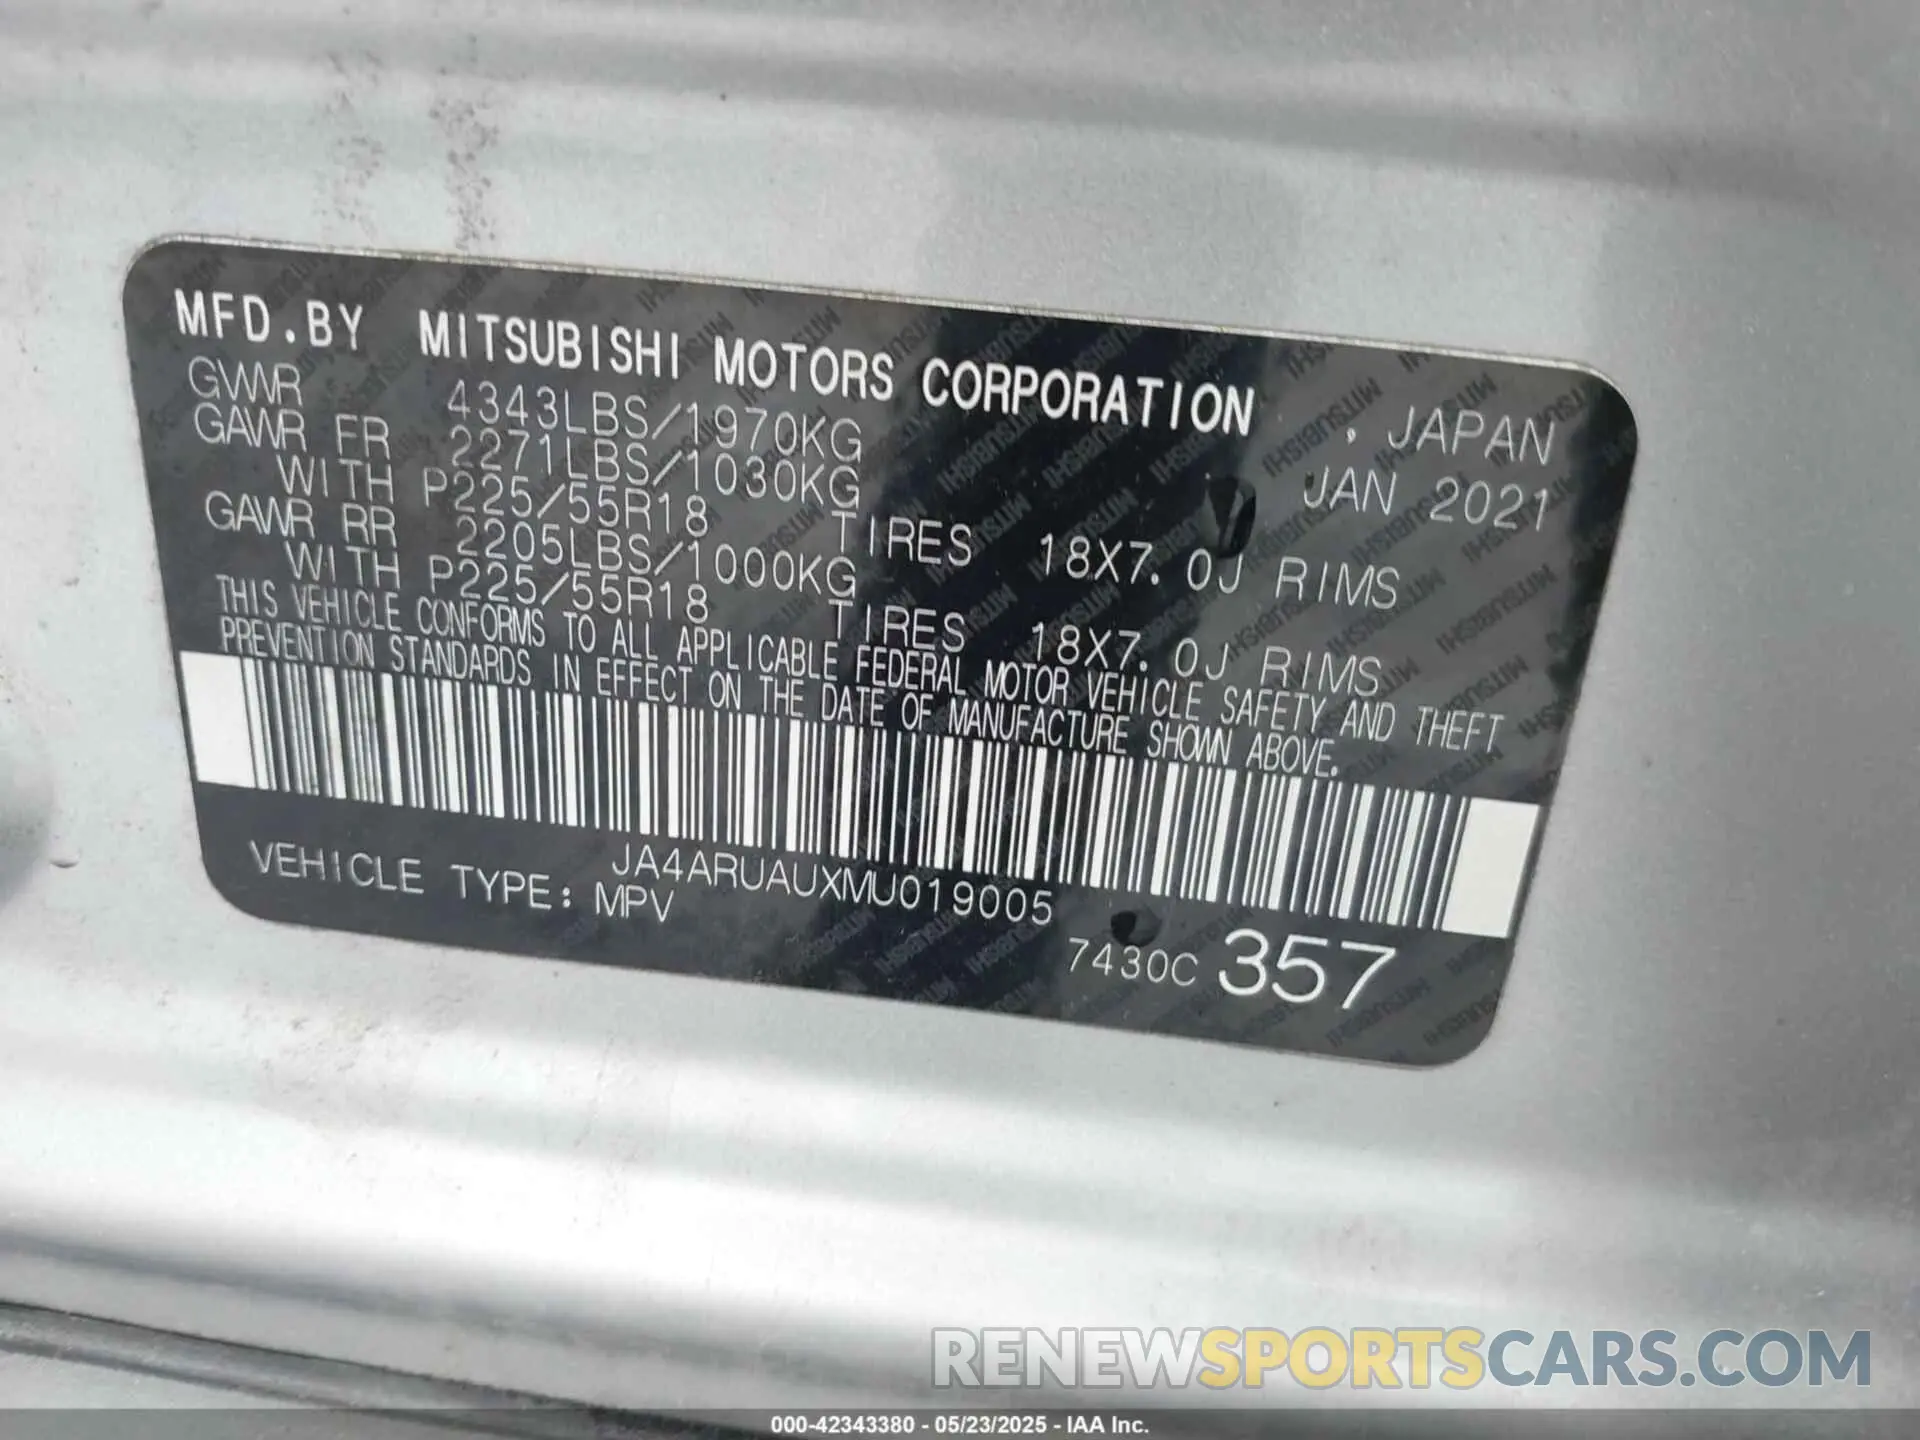 MFD.BY MITSUBISHI MOTORS CORPORATION , JAPAN
GVWR 4343LBS/1970KG JAN 2021
GAWR FR 2271LBS/1030KG
WITH P225/55R18 TIRES 18X7.0J RIMS
GAWR RR 2205LBS/1000KG
WITH P225/55R18 TIRES 18X7.0J RIMS
THIS VEHICLE CONFORMS TO ALL APPLICABLE FEDERAL MOTOR VEHICLE SAFETY AND THEFT
PREVENTION STANDARDS IN EFFECT ON THE DATE OF MANUFACTURE SHOWN ABOVE.
JA4ARUAUXMU019005
VEHICLE TYPE: MPV
7430C 357
RENEWSPORTSCARS.COM
000-42343380 - 05/23/2025 - IAA Inc.